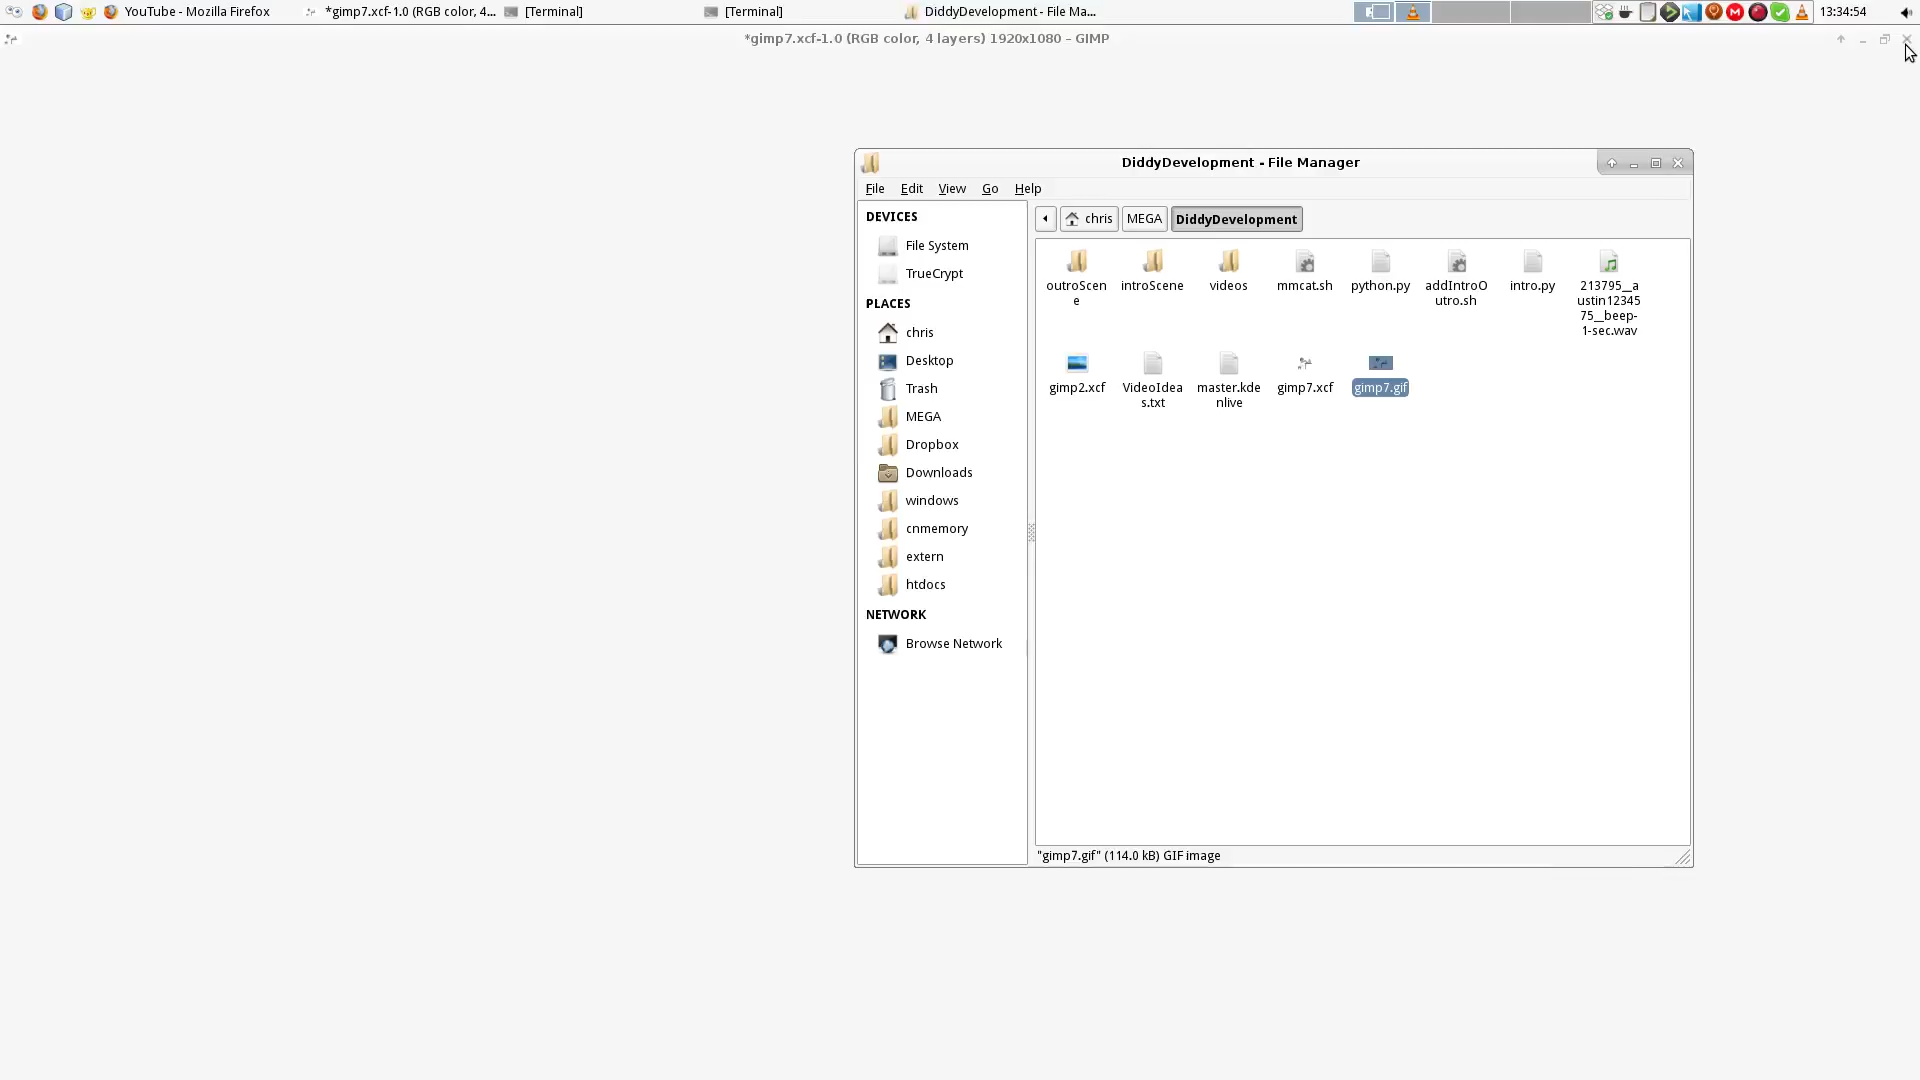 YouTube - Mozilla Firefox
*gimp7.xcf-1.0 (RGB color, 4...
[Terminal]
[Terminal]
DiddyDevelopment - File Ma...
13:34:54
*gimp7.xcf-1.0 (RGB color, 4 layers) 1920x1080 – GIMP
DiddyDevelopment - File Manager
File Edit View Go Help
chris
MEGA
DiddyDevelopment
DEVICES
File System
TrueCrypt
PLACES
chris
Desktop
Trash
MEGA
Dropbox
Downloads
windows
cnmemory
extern
htdocs
NETWORK
Browse Network
outroScen
e
introScene
videos
mmcat.sh
python.py
addIntroO
utro.sh
intro.py
213795__a
ustin12345
75__beep-
1-sec.wav
gimp2.xcf
VideoIdea
s.txt
master.kde
nlive
gimp7.xcf
gimp7.gif
"gimp7.gif" (114.0 kB) GIF image